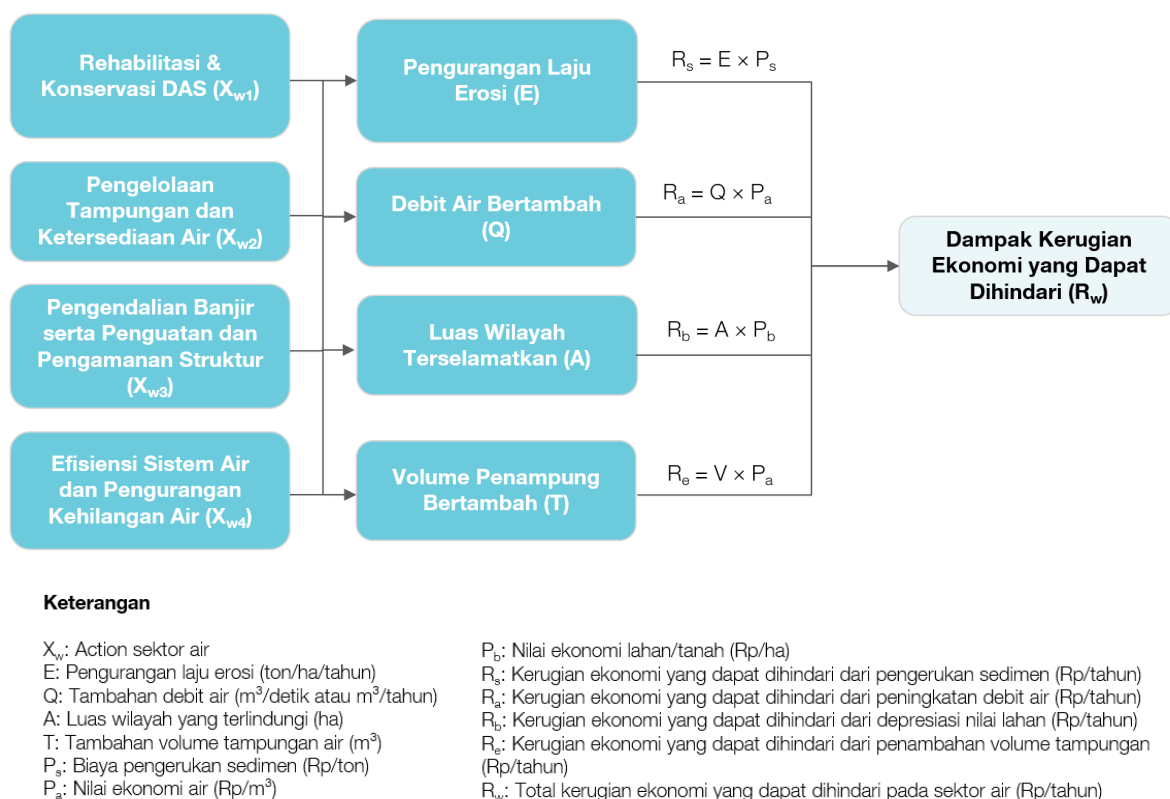 Rehabilitasi &
Konservasi DAS (Xw1)
Pengurangan Laju
Erosi (E)
Rs = E × Ps
Pengelolaan
Tampungan dan
Ketersediaan Air (Xw2)
Debit Air Bertambah
(Q)
Ra = Q × Pa
Dampak Kerugian
Ekonomi yang Dapat
Dihindari (Rw)
Pengendalian Banjir
serta Penguatan dan
Pengamanan Struktur
(Xw3)
Luas Wilayah
Terselamatkan (A)
Rb = A × Pb
Efisiensi Sistem Air
dan Pengurangan
Kehilangan Air (Xw4)
Volume Penampung
Bertambah (T)
Re = V × Pa
Keterangan
Xw: Action sektor air
E: Pengurangan laju erosi (ton/ha/tahun)
Q: Tambahan debit air (m³/detik atau m³/tahun)
A: Luas wilayah yang terlindungi (ha)
T: Tambahan volume tampungan air (m³)
Ps: Biaya pengerukan sedimen (Rp/ton)
Pa: Nilai ekonomi air (Rp/m³)
Pb: Nilai ekonomi lahan/tanah (Rp/ha)
Rs: Kerugian ekonomi yang dapat dihindari dari pengerukan sedimen (Rp/tahun)
Ra: Kerugian ekonomi yang dapat dihindari dari peningkatan debit air (Rp/tahun)
Rb: Kerugian ekonomi yang dapat dihindari dari depresiasi nilai lahan (Rp/tahun)
Re: Kerugian ekonomi yang dapat dihindari dari penambahan volume tampungan
(Rp/tahun)
Rw: Total kerugian ekonomi yang dapat dihindari pada sektor air (Rp/tahun)